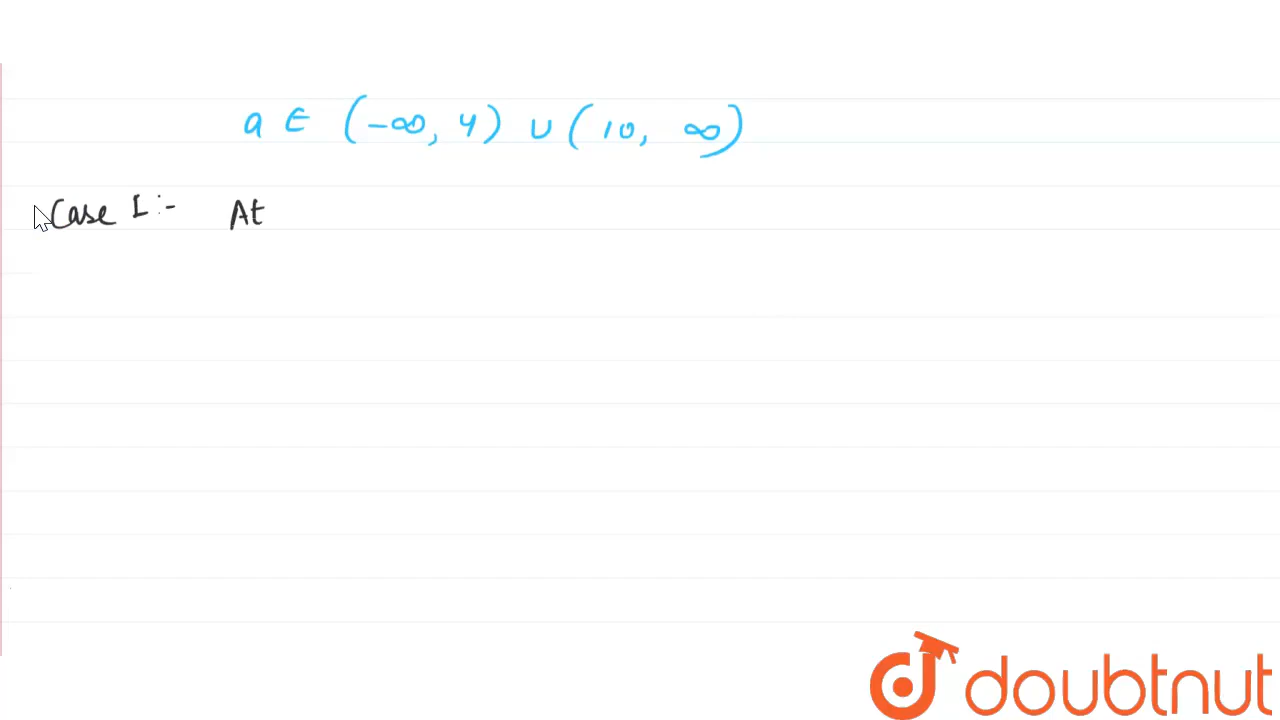 a ∈ (-∞, 4) ∪ (10, ∞)
Case I :- At
doubtnut